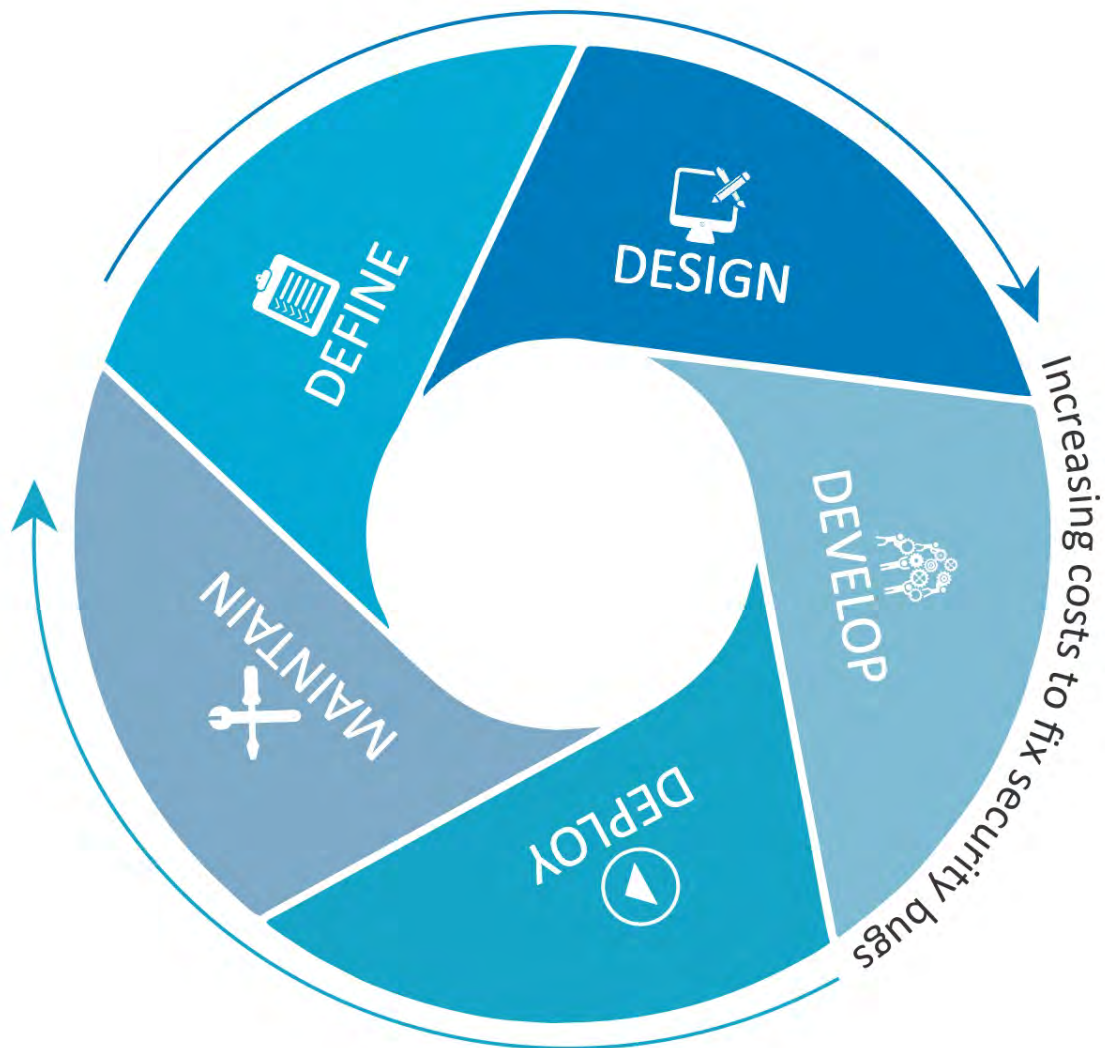 DEFINE
DESIGN
DEVELOP
DEPLOY
MAINTAIN
Increasing costs to fix security bugs